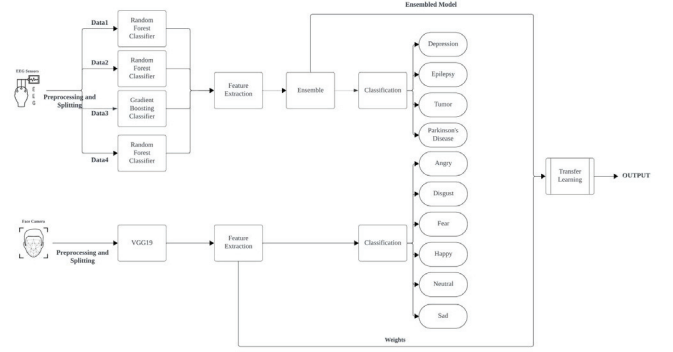 Ensembled Model
Data1
Random
Forest
Classifier
Data2
Random
Forest
Classifier
EEG Sensors
E
E
G
Preprocessing and
Splitting
Data3
Gradient
Boosting
Classifier
Data4
Random
Forest
Classifier
Feature
Extraction
Ensemble
Classification
Depression
Epilepsy
Tumor
Parkinson's
Disease
Angry
Disgust
Fear
Happy
Neutral
Sad
Transfer
Learning
OUTPUT
Face Camera
Preprocessing and
Splitting
VGG19
Feature
Extraction
Classification
Weights